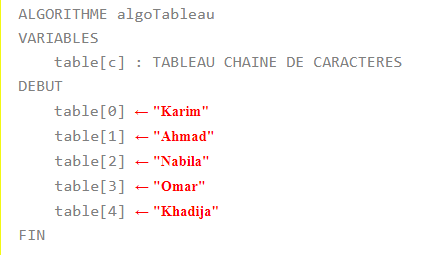 ALGORITHME algoTableau
VARIABLES
table[c] : TABLEAU CHAINE DE CARACTERES
DEBUT
table[0] ← "Karim"
table[1] ← "Ahmad"
table[2] ← "Nabila"
table[3] ← "Omar"
table[4] ← "Khadija"
FIN